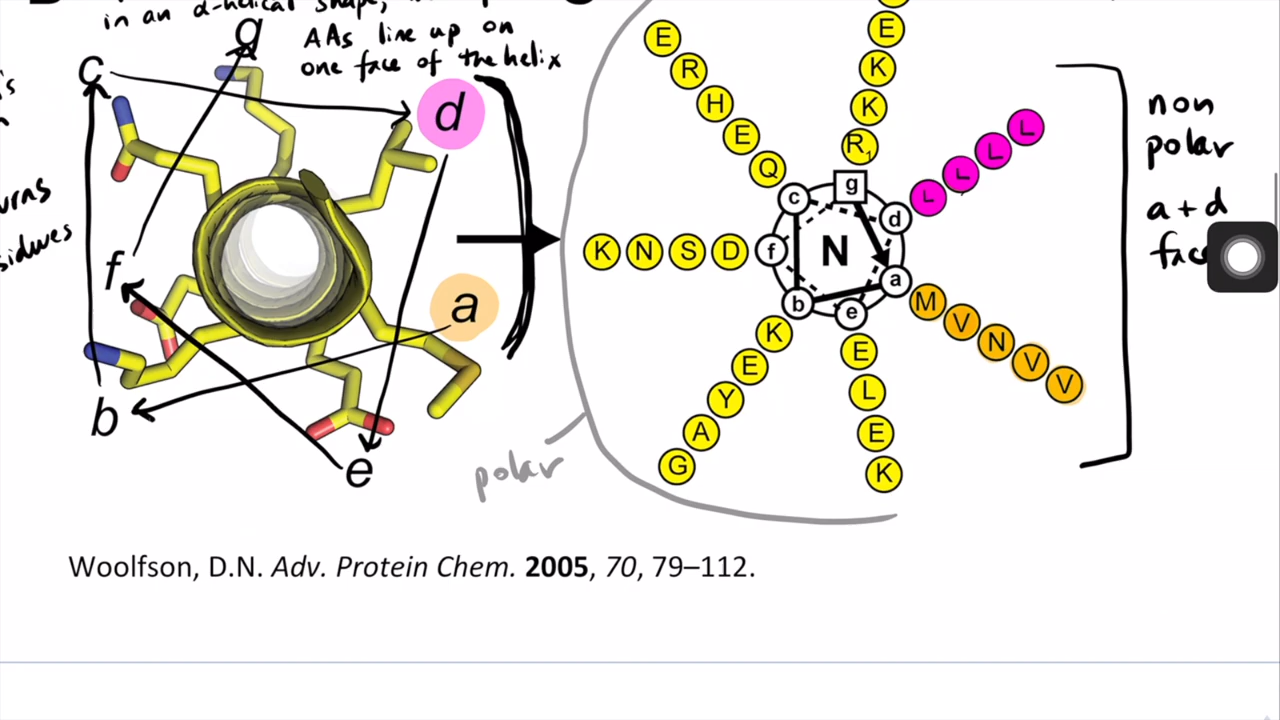 in an α-helical shape,
AAs line up on
one face of the helix
g
c
d
f
a
b
e
polar
E
R
H
E
Q
E
K
K
R1
L
L
L
L
K
N
S
D
g
c
d
f
N
a
b
e
M
V
N
V
V
K
E
Y
A
G
E
L
E
K
non
polar
a + d
Woolfson, D.N. Adv. Protein Chem. 2005, 70, 79–112.